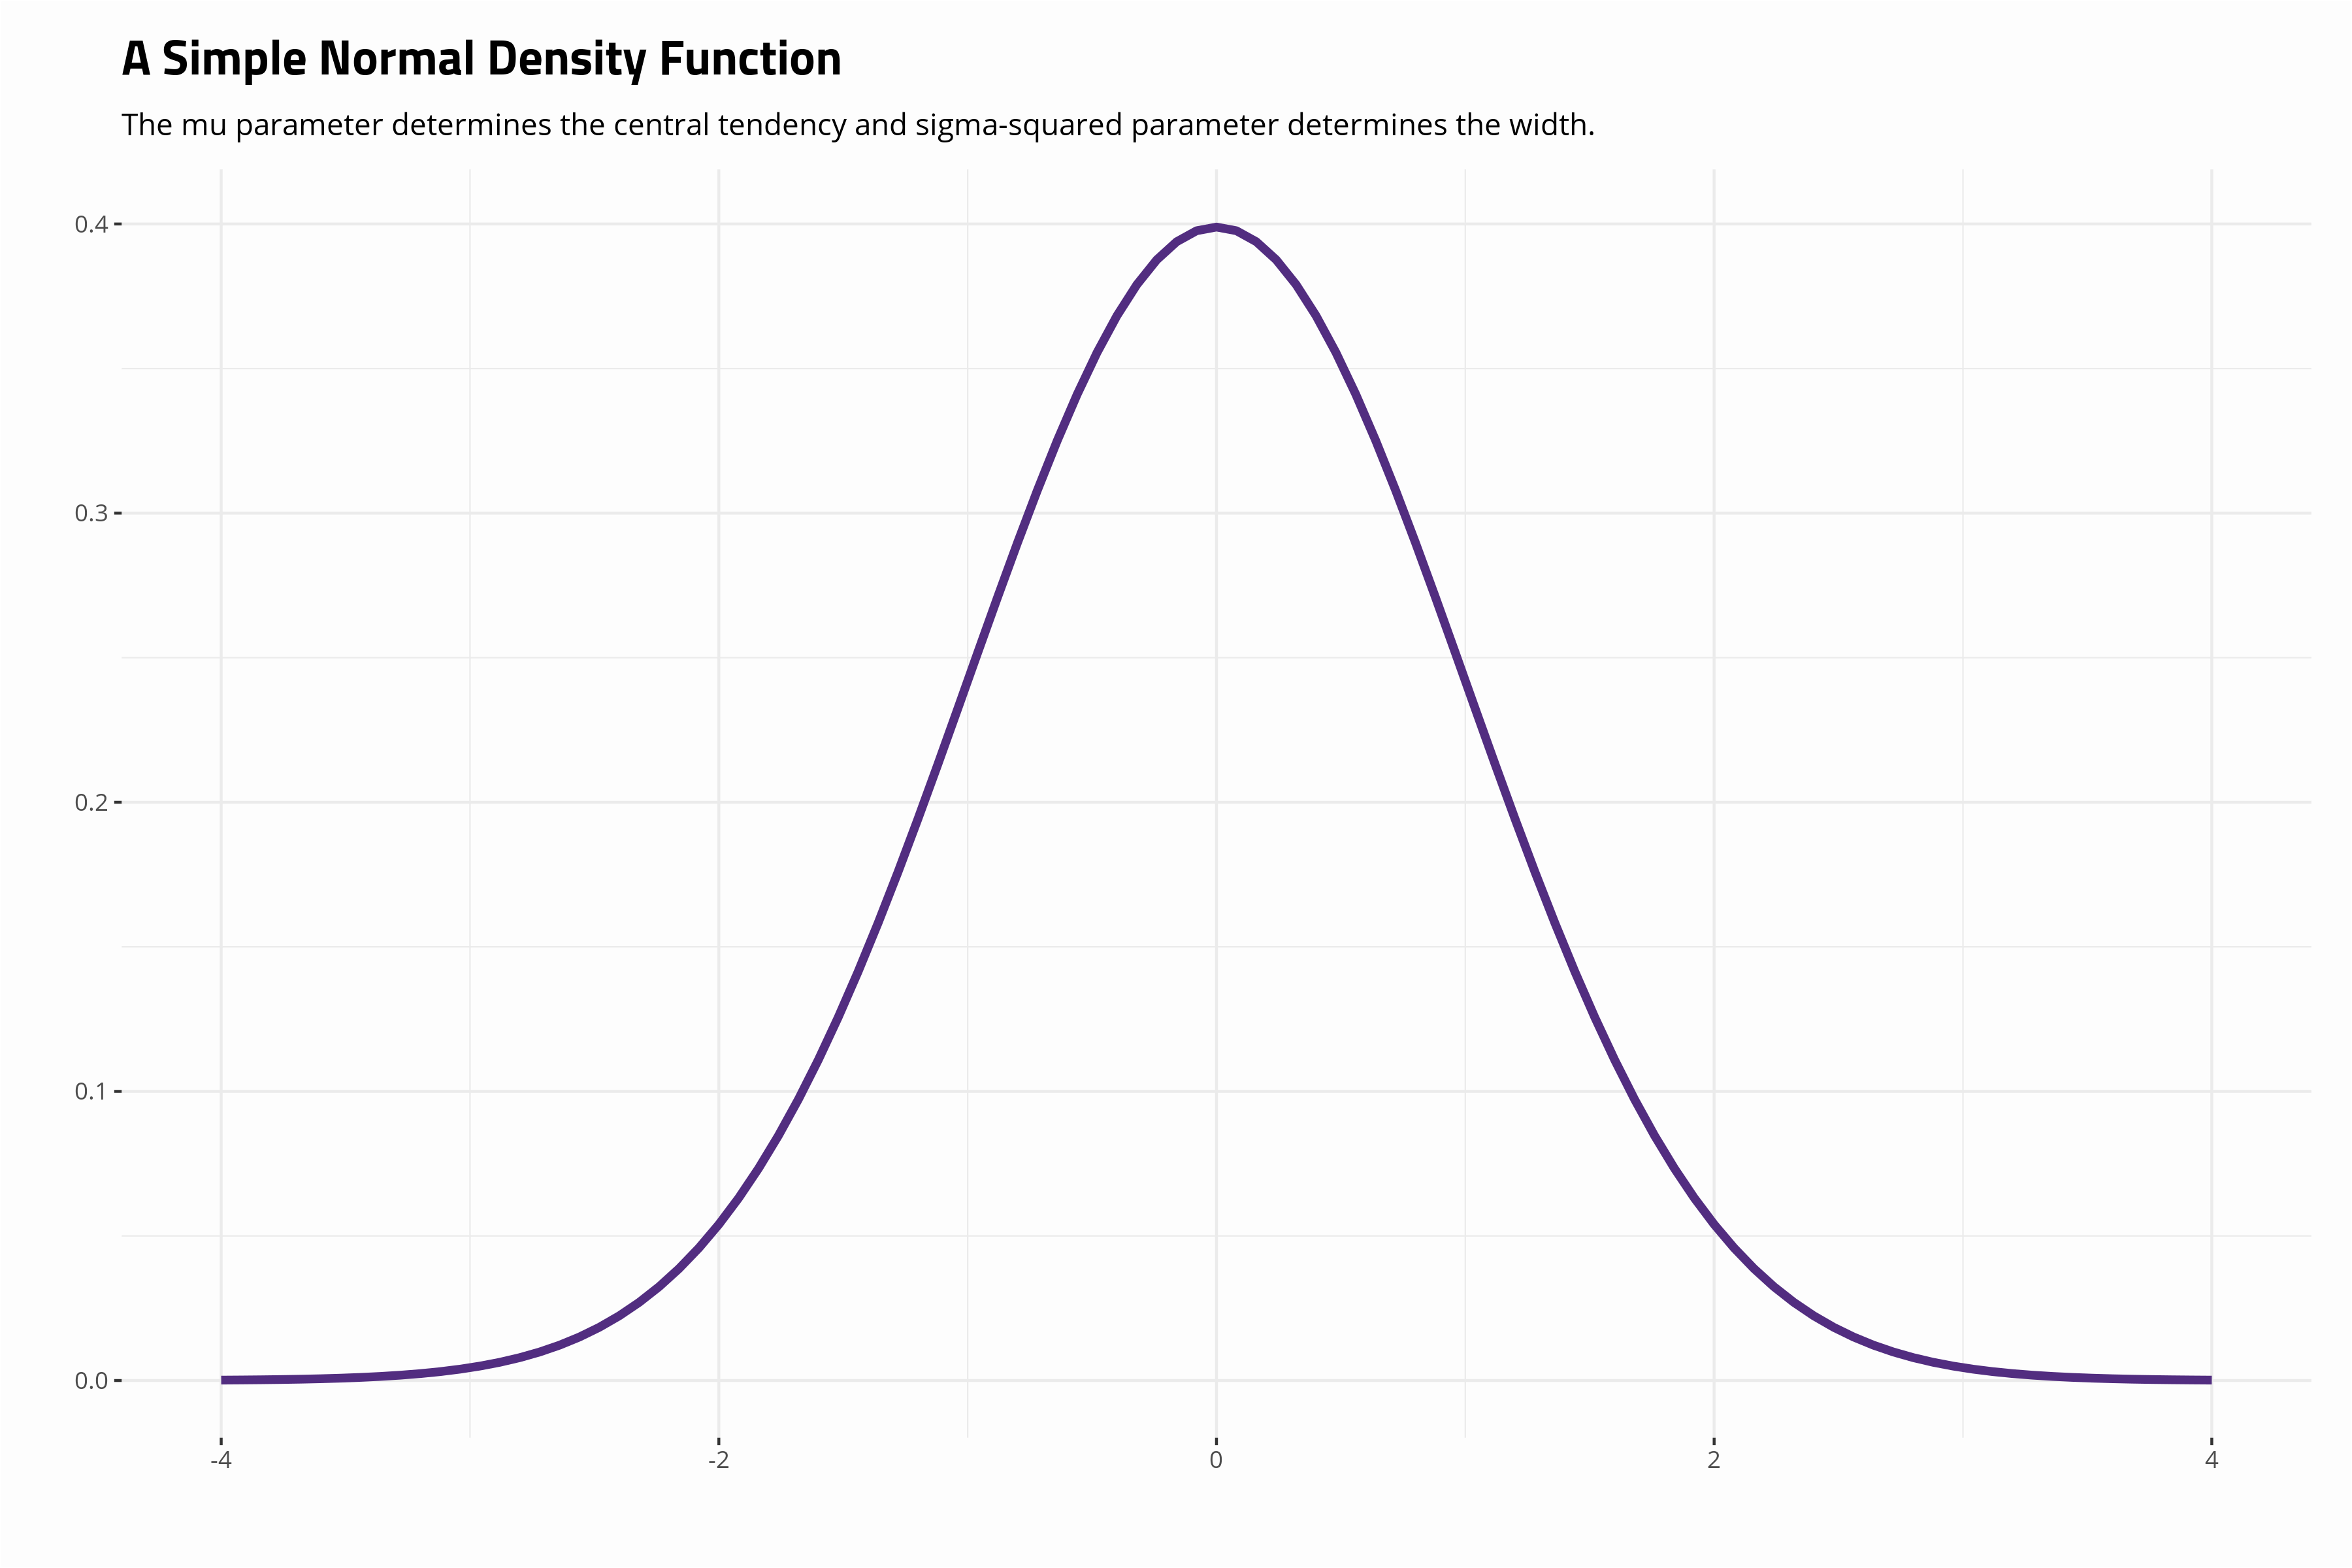 A Simple Normal Density Function
The mu parameter determines the central tendency and sigma-squared parameter determines the width.
0.4
0.3
0.2
0.1
0.0
-4 -2 0 2 4